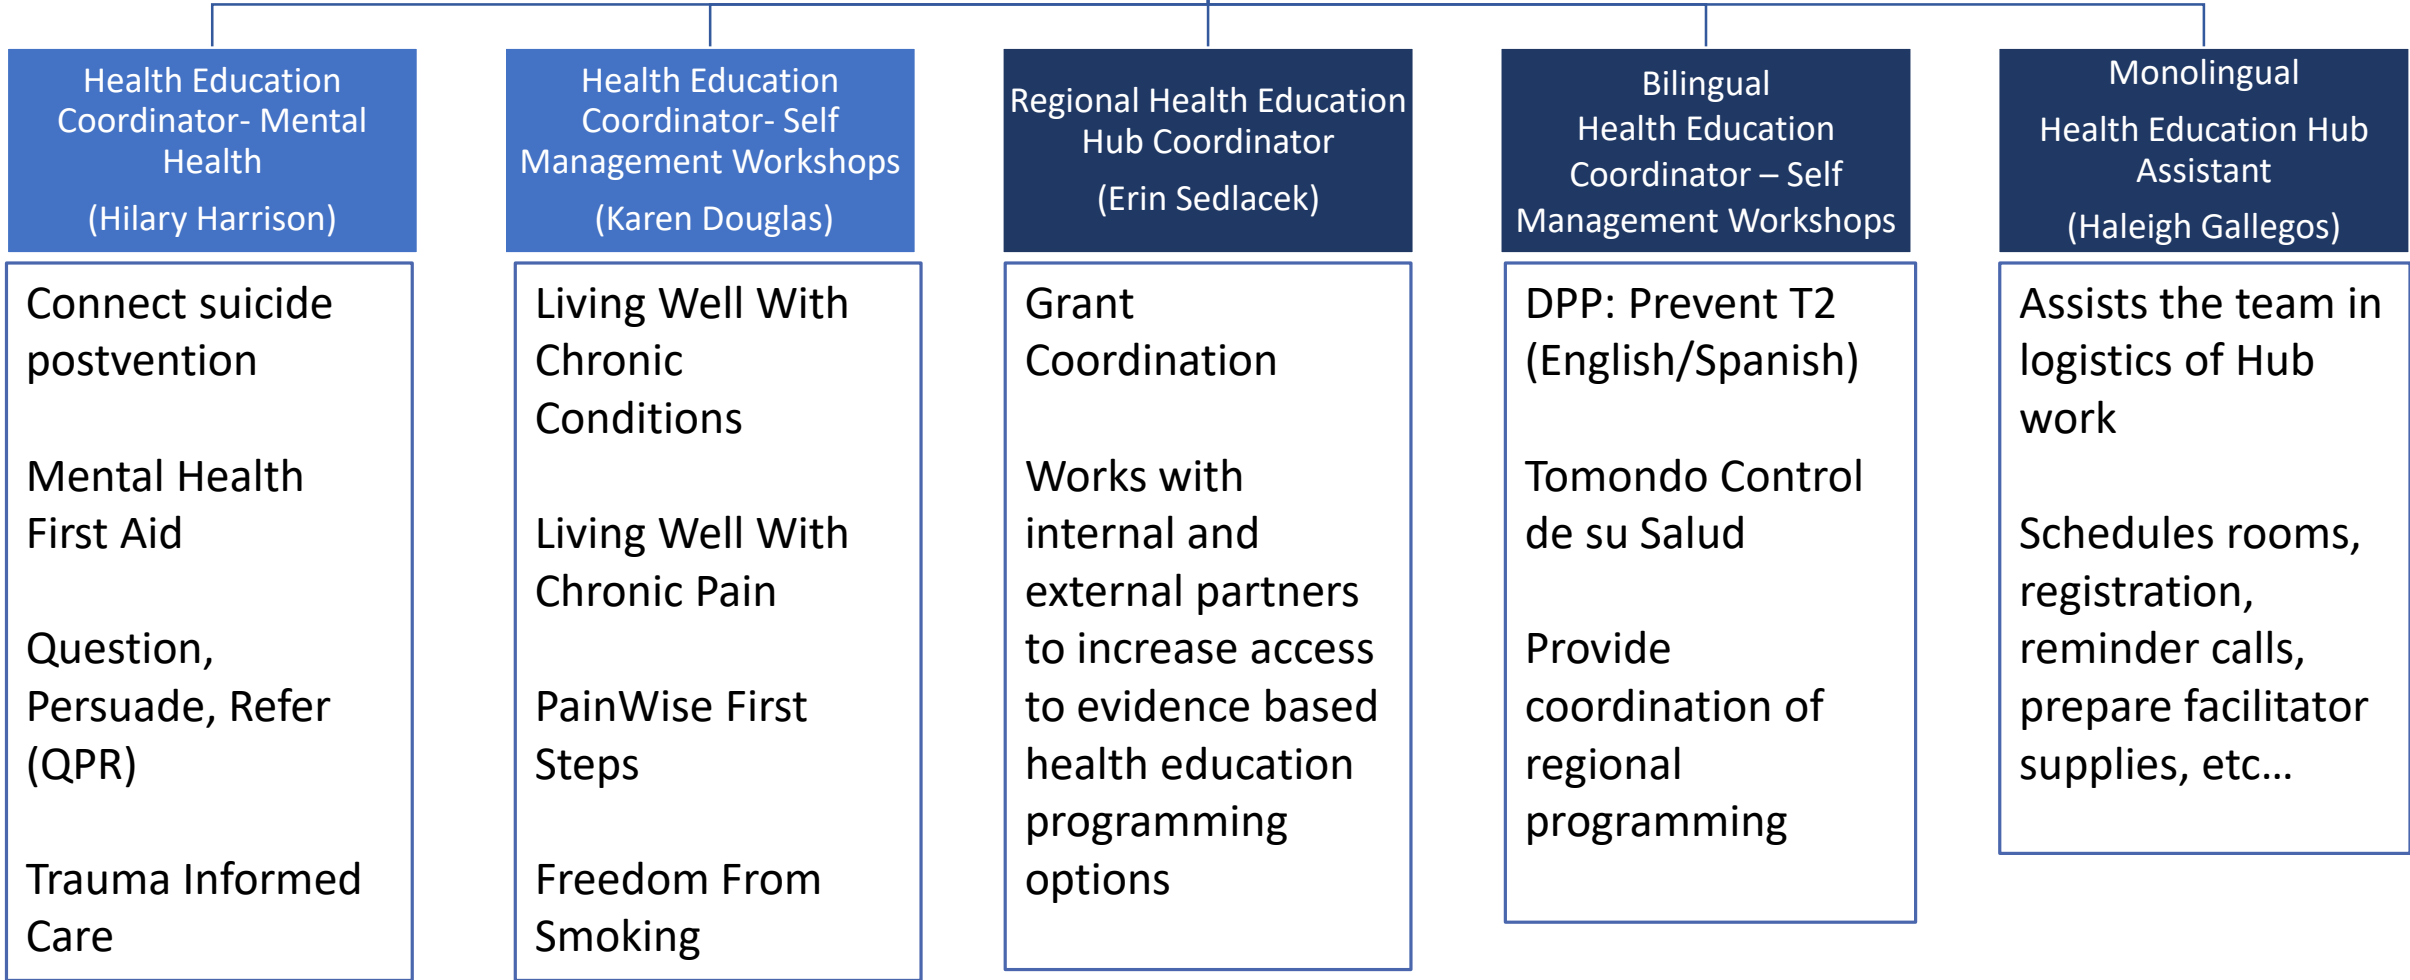 Health Education
Coordinator- Mental
Health
(Hilary Harrison)
Connect suicide
postvention
Mental Health
First Aid
Question,
Persuade, Refer
(QPR)
Trauma Informed
Care
Health Education
Coordinator- Self
Management Workshops
(Karen Douglas)
Living Well With
Chronic
Conditions
Living Well With
Chronic Pain
PainWise First
Steps
Freedom From
Smoking
Regional Health Education
Hub Coordinator
(Erin Sedlacek)
Grant
Coordination
Works with
internal and
external partners
to increase access
to evidence based
health education
programming
options
Bilingual
Health Education
Coordinator – Self
Management Workshops
DPP: Prevent T2
(English/Spanish)
Tomondo Control
de su Salud
Provide
coordination of
regional
programming
Monolingual
Health Education Hub
Assistant
(Haleigh Gallegos)
Assists the team in
logistics of Hub
work
Schedules rooms,
registration,
reminder calls,
prepare facilitator
supplies, etc…